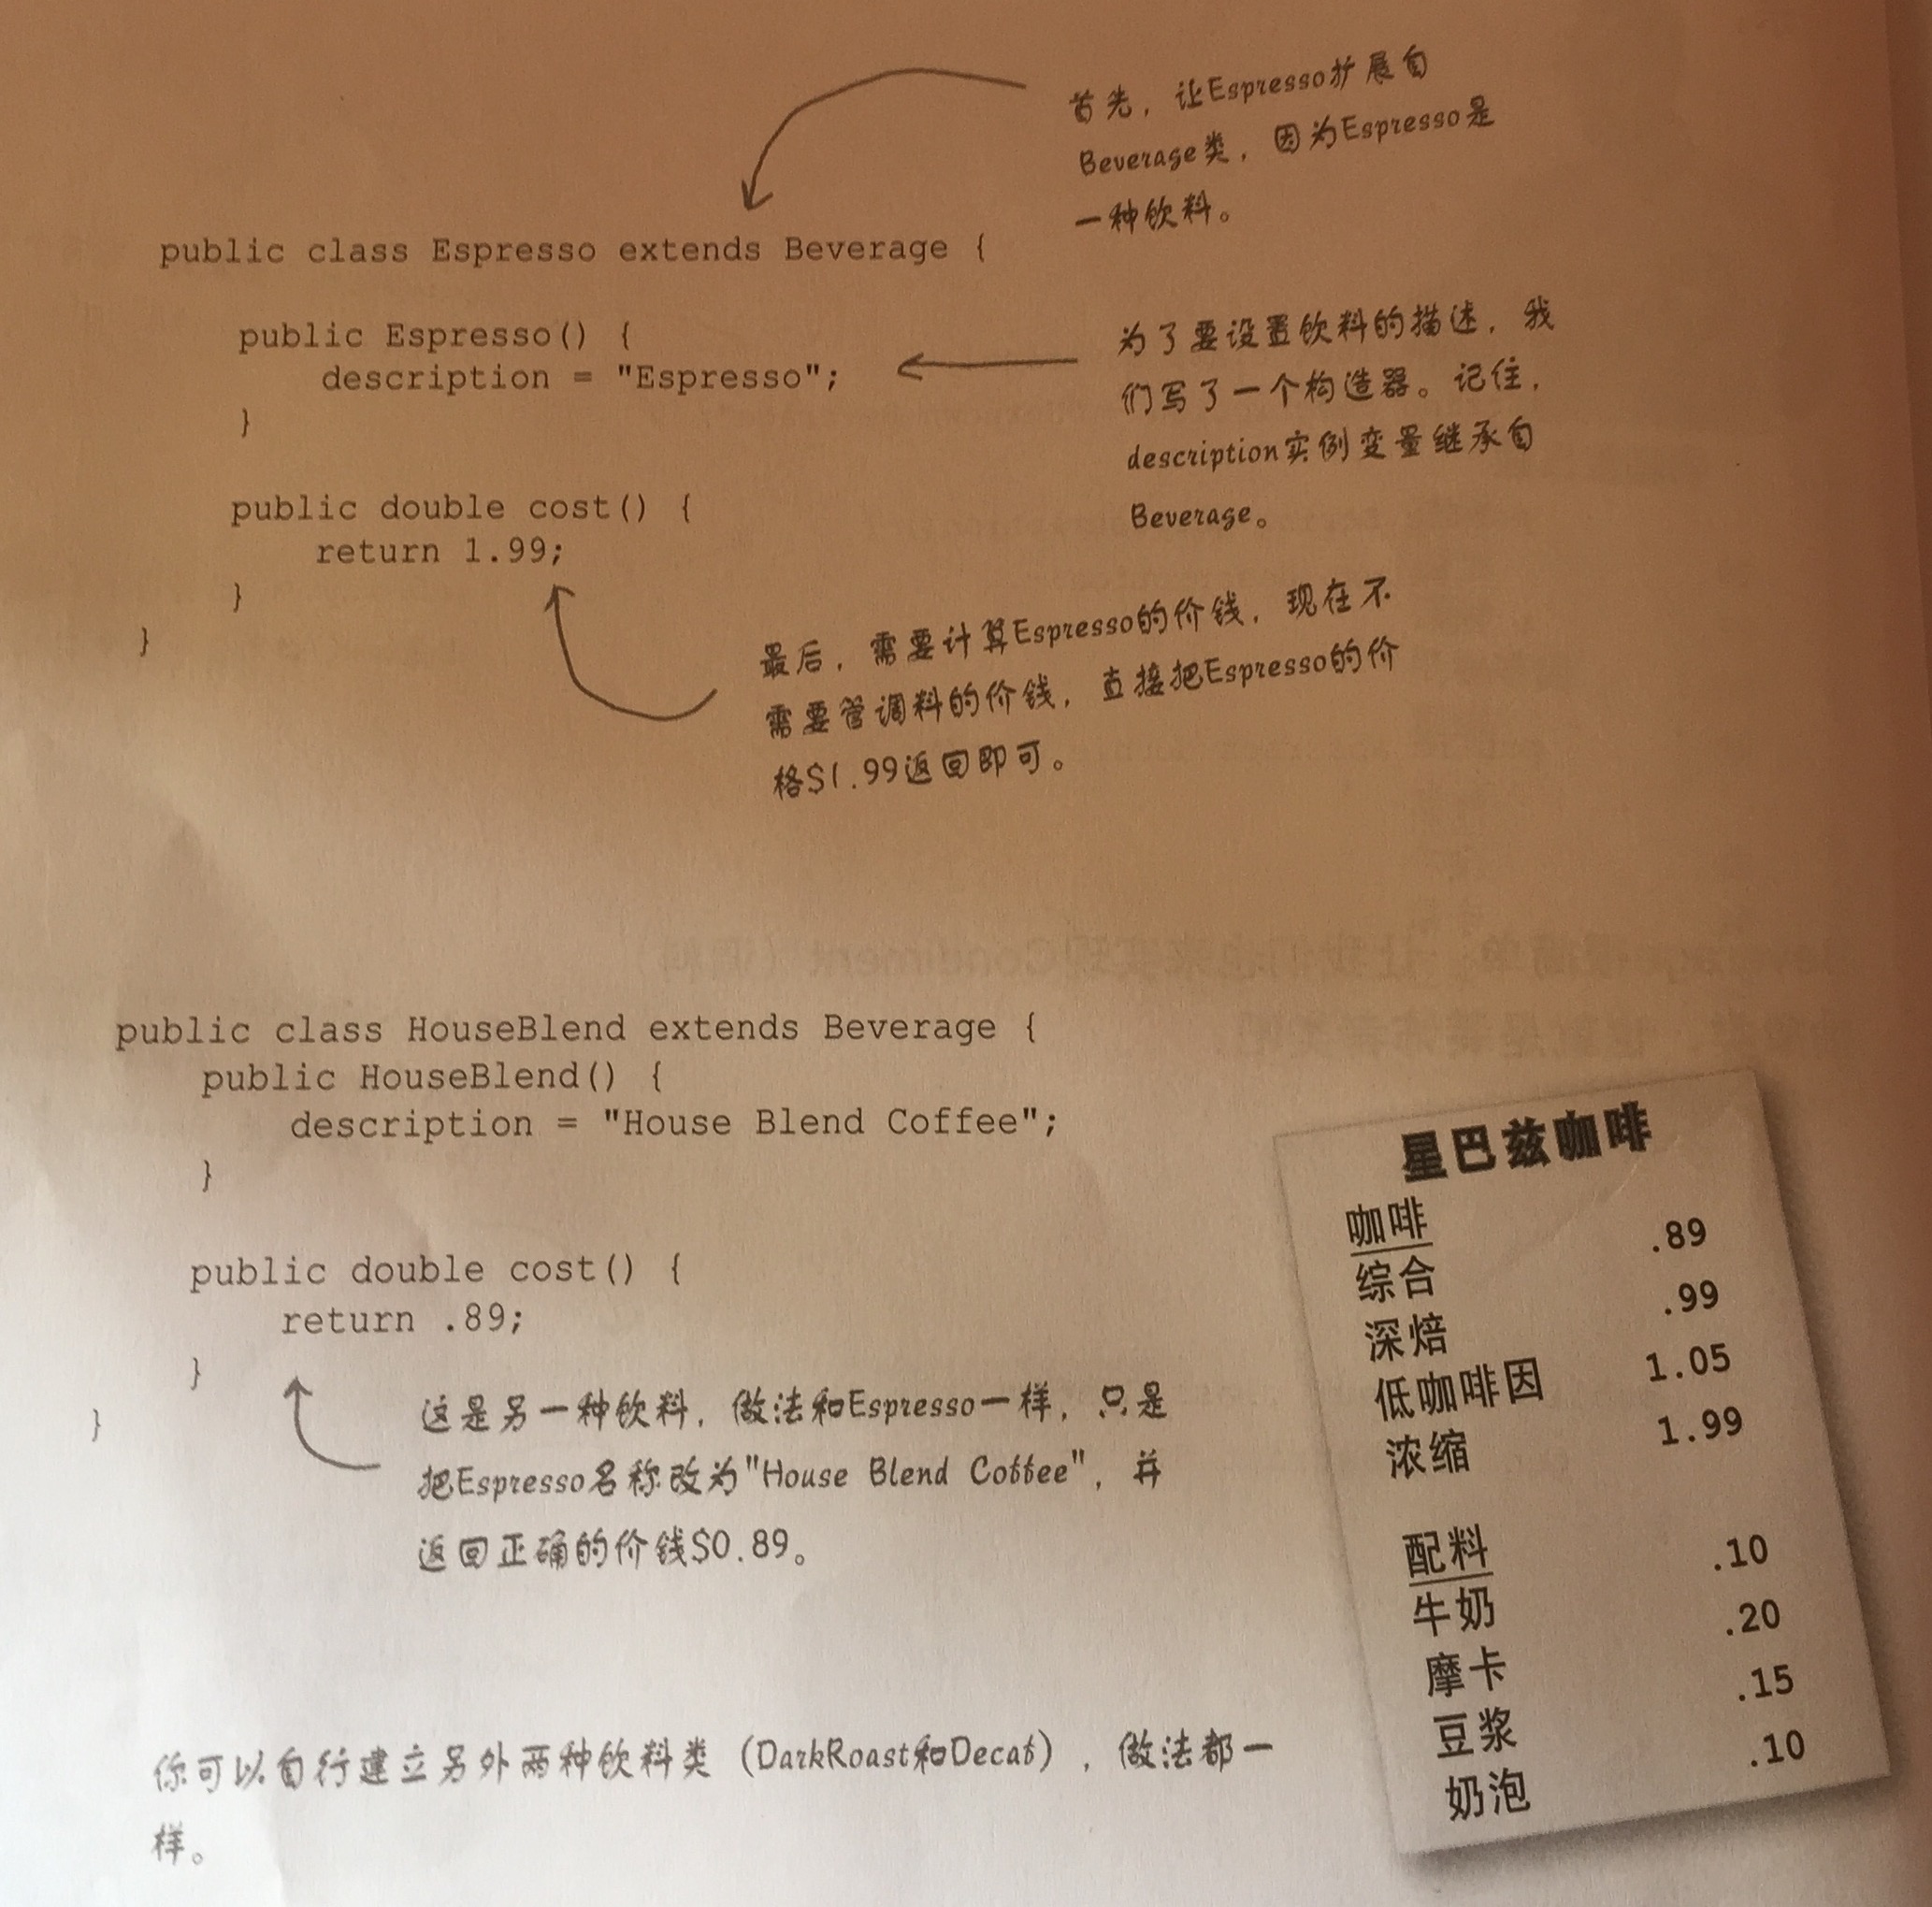 首先，让Espresso扩展自
Beverage类，因为Espresso是
一种饮料。
public class Espresso extends Beverage {
public Espresso() {
description = "Espresso";
}
为了要设置饮料的描述，我
们写了一个构造器。记住，
description实例变量继承自
Beverage。
public double cost() {
return 1.99;
}
}
最后，需要计算Espresso的价钱，现在不
需要管调料的价钱，直接把Espresso的价
格$1.99返回即可。
public class HouseBlend extends Beverage {
public HouseBlend() {
description = "House Blend Coffee";
}
public double cost() {
return .89;
}
}
这是另一种饮料，做法和Espresso一样，只是
把Espresso名称改为"House Blend Coffee"，并
返回正确的价钱$0.89。
星巴兹咖啡
咖啡
综合 .89
深焙 .99
低咖啡因 1.05
浓缩 1.99
配料
牛奶 .10
摩卡 .20
豆浆 .15
奶泡 .10
你可以自行建立另外两种饮料类（DarkRoast和Decaf），做法都一
样。